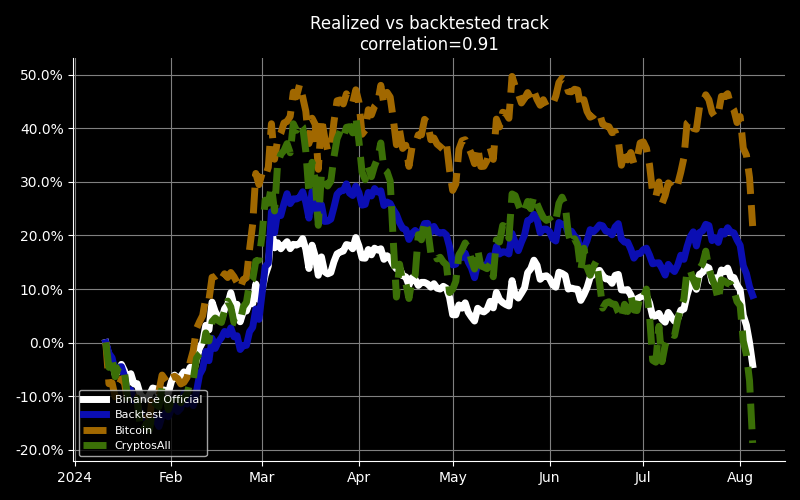 Realized vs backtested track
correlation=0.91
50.0%
40.0%
30.0%
20.0%
10.0%
0.0%
-10.0%
-20.0%
Binance Official
Backtest
Bitcoin
CryptosAll
2024 Feb Mar Apr May Jun Jul Aug